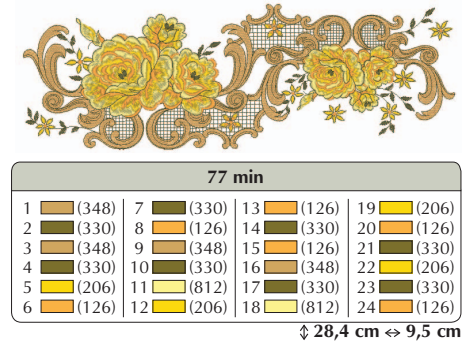 77 min
1 (348) 7 (330) 13 (126) 19 (206)
2 (330) 8 (126) 14 (330) 20 (126)
3 (348) 9 (348) 15 (126) 21 (330)
4 (330) 10 (330) 16 (348) 22 (206)
5 (206) 11 (812) 17 (330) 23 (330)
6 (126) 12 (206) 18 (812) 24 (126)
⇕ 28,4 cm ⇔ 9,5 cm